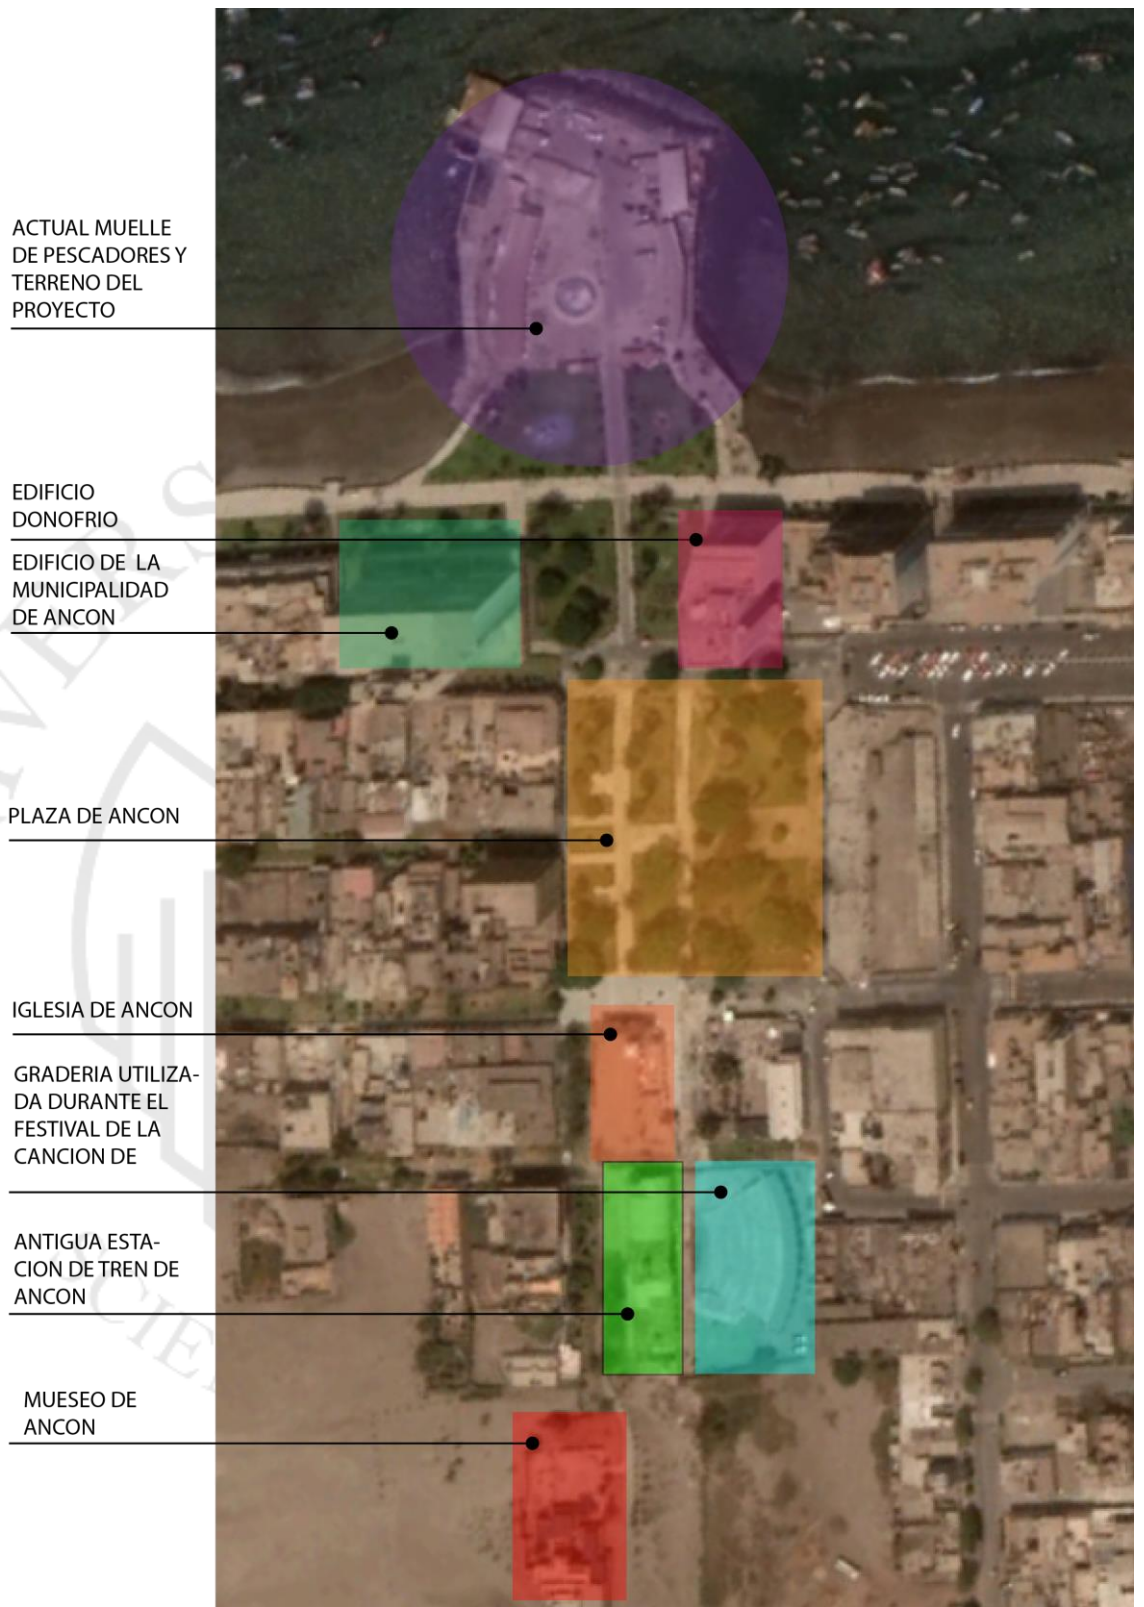 ACTUAL MUELLE
DE PESCADORES Y
TERRENO DEL
PROYECTO
EDIFICIO
DONOFRIO
EDIFICIO DE LA
MUNICIPALIDAD
DE ANCON
PLAZA DE ANCON
IGLESIA DE ANCON
GRADERIA UTILIZA-
DA DURANTE EL
FESTIVAL DE LA
CANCION DE
ANTIGUA ESTA-
CION DE TREN DE
ANCON
MUESEO DE
ANCON